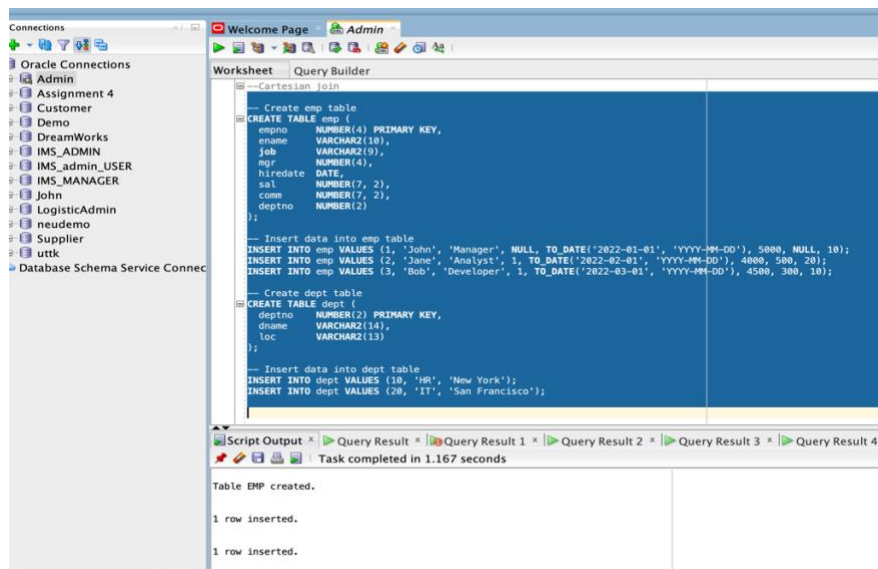 Connections
Oracle Connections
Admin
Assignment 4
Customer
Demo
DreamWorks
IMS_ADMIN
IMS_admin_USER
IMS_MANAGER
John
LogisticAdmin
neudemo
Supplier
uttk
Database Schema Service Connec
Welcome Page
Admin
Worksheet Query Builder
--Cartesian join
-- Create emp table
CREATE TABLE emp (
empno NUMBER(4) PRIMARY KEY,
ename VARCHAR2(10),
job VARCHAR2(9),
mgr NUMBER(4),
hiredate DATE,
sal NUMBER(7, 2),
comm NUMBER(7, 2),
deptno NUMBER(2)
);
-- Insert data into emp table
INSERT INTO emp VALUES (1, 'John', 'Manager', NULL, TO_DATE('2022-01-01', 'YYYY-MM-DD'), 5000, NULL, 10);
INSERT INTO emp VALUES (2, 'Jane', 'Analyst', 1, TO_DATE('2022-02-01', 'YYYY-MM-DD'), 4000, 500, 20);
INSERT INTO emp VALUES (3, 'Bob', 'Developer', 1, TO_DATE('2022-03-01', 'YYYY-MM-DD'), 4500, 300, 10);
-- Create dept table
CREATE TABLE dept (
deptno NUMBER(2) PRIMARY KEY,
dname VARCHAR2(14),
loc VARCHAR2(13)
);
-- Insert data into dept table
INSERT INTO dept VALUES (10, 'HR', 'New York');
INSERT INTO dept VALUES (20, 'IT', 'San Francisco');
Script Output × Query Result × Query Result 1 × Query Result 2 × Query Result 3 × Query Result 4
Task completed in 1.167 seconds
Table EMP created.
1 row inserted.
1 row inserted.